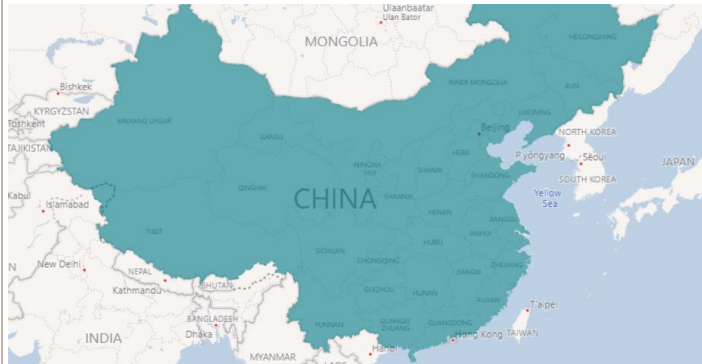 Ulaanbaatar
Ulan Bator
MONGOLIA
HEILONGJIANG
Bishkek
INNER MONGOLIA
JILIN
KYRGYZSTAN
LIAONING
Toshkent
XINJIANG UYGUR
Beijing
NORTH KOREA
GANSU
TAJIKISTAN
HEBEI
P'yŏngyang
Seoul
NINGXIA
HUI
SHANXI
SHANDONG
JAPAN
SOUTH KOREA
QINGHAI
CHINA
Kabul
Yellow
Sea
Islamabad
SHAANXI
HENAN
JIANGSU
TIBET
ANHUI
HUBEI
New Delhi
SICHUAN
CHONGQING
ZHEJIANG
NEPAL
JIANGXI
Kathmandu
BHUTAN
GUIZHOU
HUNAN
FUJIAN
T'aipei
BANGLADESH
YUNNAN
GUANGXI
ZHUANG
GUANGDONG
INDIA
Dhaka
Hong Kong
TAIWAN
Hanoi
MYANMAR